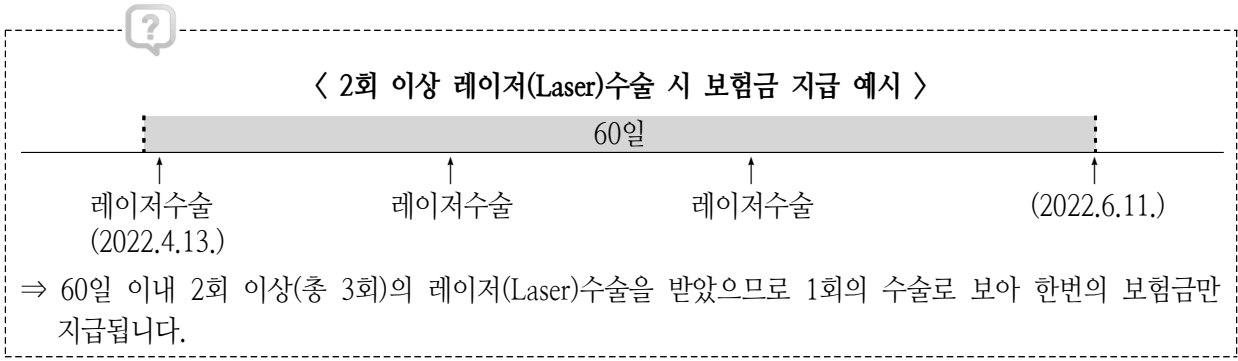 ?
〈 2회 이상 레이저(Laser)수술 시 보험금 지급 예시 〉
60일
레이저수술 레이저수술 레이저수술 (2022.6.11.)
(2022.4.13.)
⇒ 60일 이내 2회 이상(총 3회)의 레이저(Laser)수술을 받았으므로 1회의 수술로 보아 한번의 보험금만
지급됩니다.